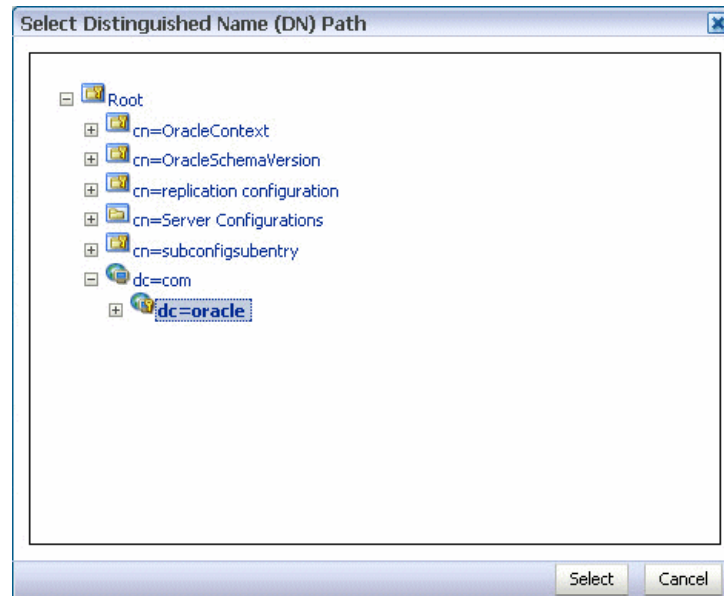 Select Distinguished Name (DN) Path
Root
cn=OracleContext
cn=OracleSchemaVersion
cn=replication configuration
cn=Server Configurations
cn=subconfigsubentry
dc=com
dc=oracle
Select Cancel